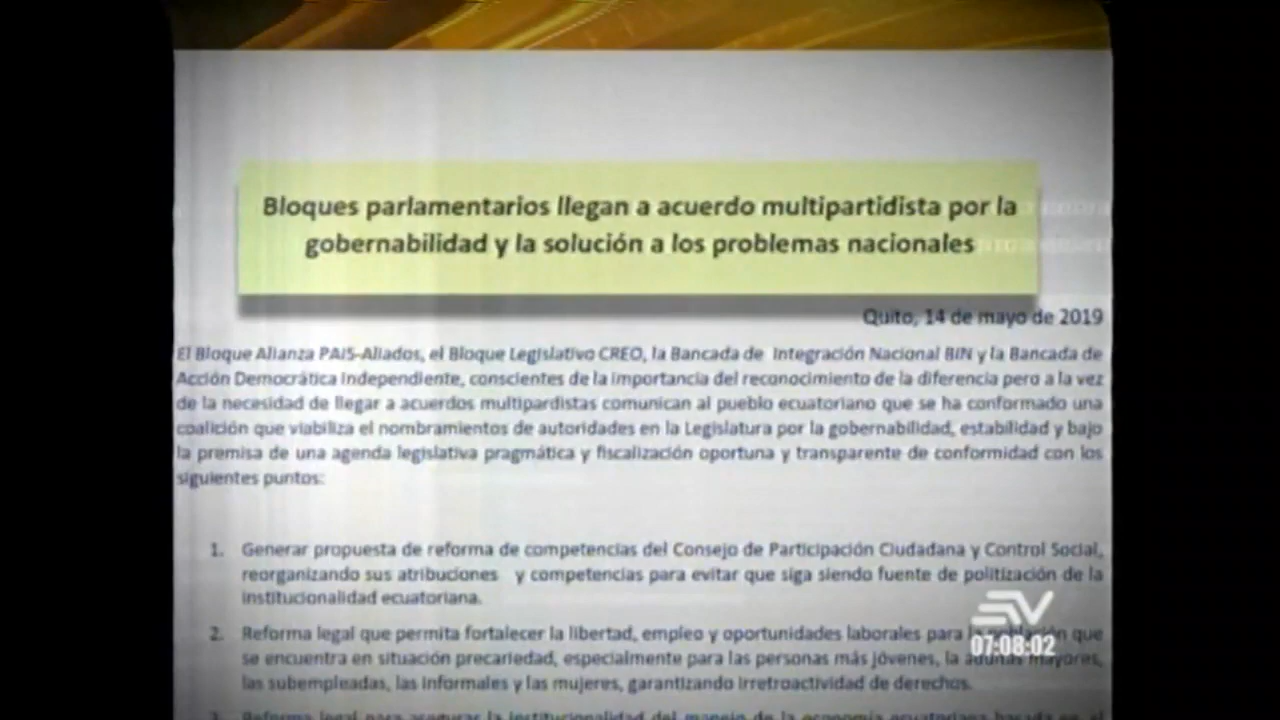 Bloques parlamentarios llegan a acuerdo multipartidista por la
gobernabilidad y la solución a los problemas nacionales
Quito, 14 de mayo de 2019
El Bloque Alianza PAIS-Aliados, el Bloque Legislativo CREO, la Bancada de Integración Nacional BIN y la Bancada de
Acción Democrática Independiente, conscientes de la importancia del reconocimiento de la diferencia pero a la vez
de la necesidad de llegar a acuerdos multipardistas comunican al pueblo ecuatoriano que se ha conformado una
coalición que viabiliza el nombramientos de autoridades en la Legislatura por la gobernabilidad, estabilidad y bajo
la premisa de una agenda legislativa pragmática y fiscalización oportuna y transparente de conformidad con los
siguientes puntos:
1. Generar propuesta de reforma de competencias del Consejo de Participación Ciudadana y Control Social,
reorganizando sus atribuciones y competencias para evitar que siga siendo fuente de politización de la
institucionalidad ecuatoriana.
2. Reforma legal que permita fortalecer la libertad, empleo y oportunidades laborales para la que
se encuentra en situación precariedad, especialmente para las personas más jóvenes, la mayores,
las subempleadas, las informales y las mujeres, garantizando irretroactividad de derechos.
07:08:02